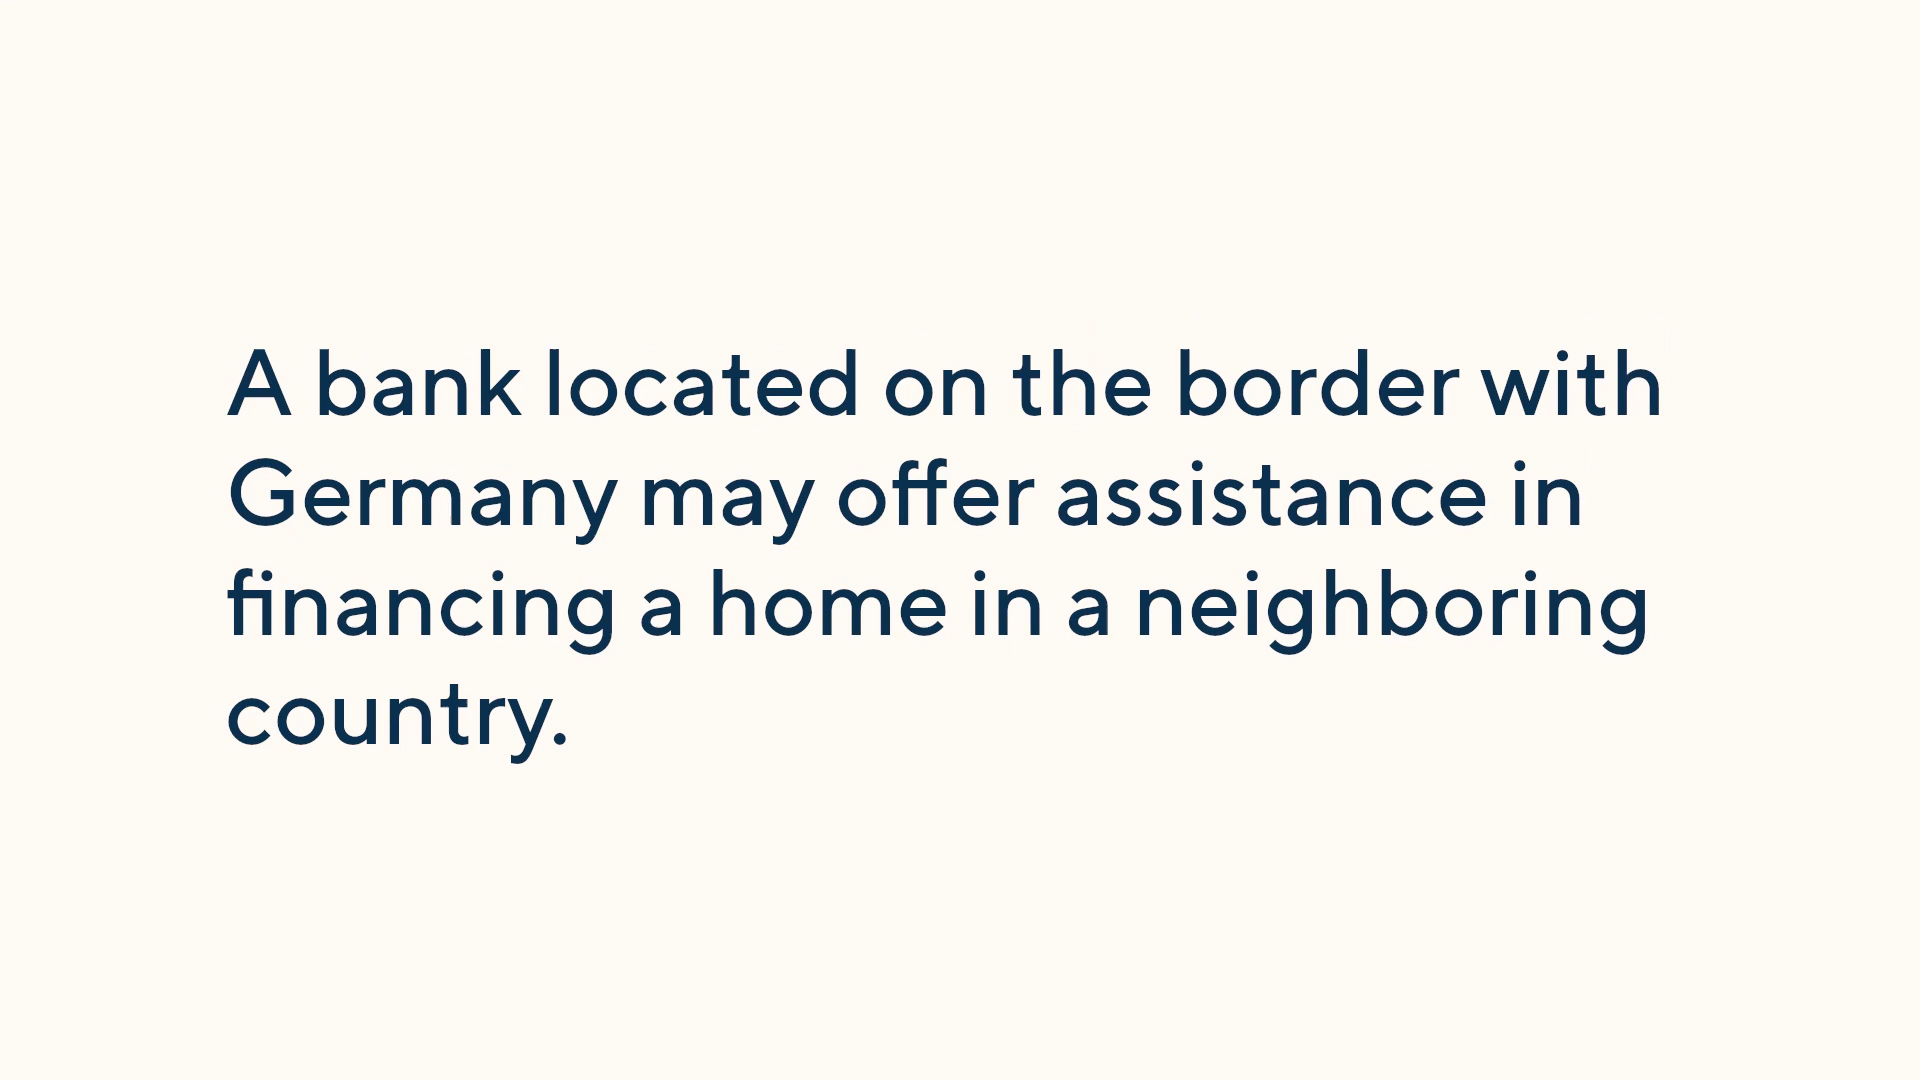 A bank located on the border with
Germany may offer assistance in
financing a home in a neighboring
country.